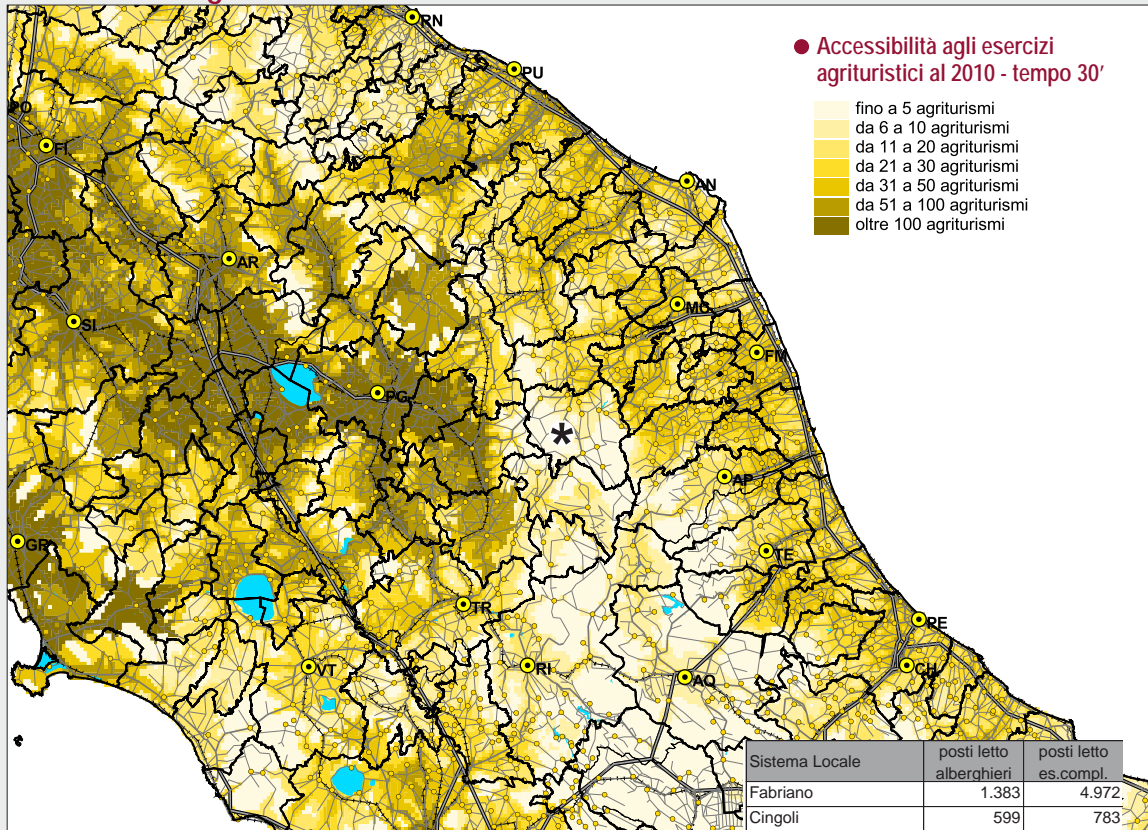 RN
PU
● Accessibilità agli esercizi
agrituristici al 2010 - tempo 30'
fino a 5 agriturismi
da 6 a 10 agriturismi
da 11 a 20 agriturismi
da 21 a 30 agriturismi
da 31 a 50 agriturismi
da 51 a 100 agriturismi
oltre 100 agriturismi
FI
AN
AR
MC
SI
FM
PG
*
AP
GR
TE
TR
PE
VT
RI
CH
AQ
Sistema Locale posti letto alberghieri posti letto es.compl.
Fabriano 1.383 4.972
Cingoli 599 783